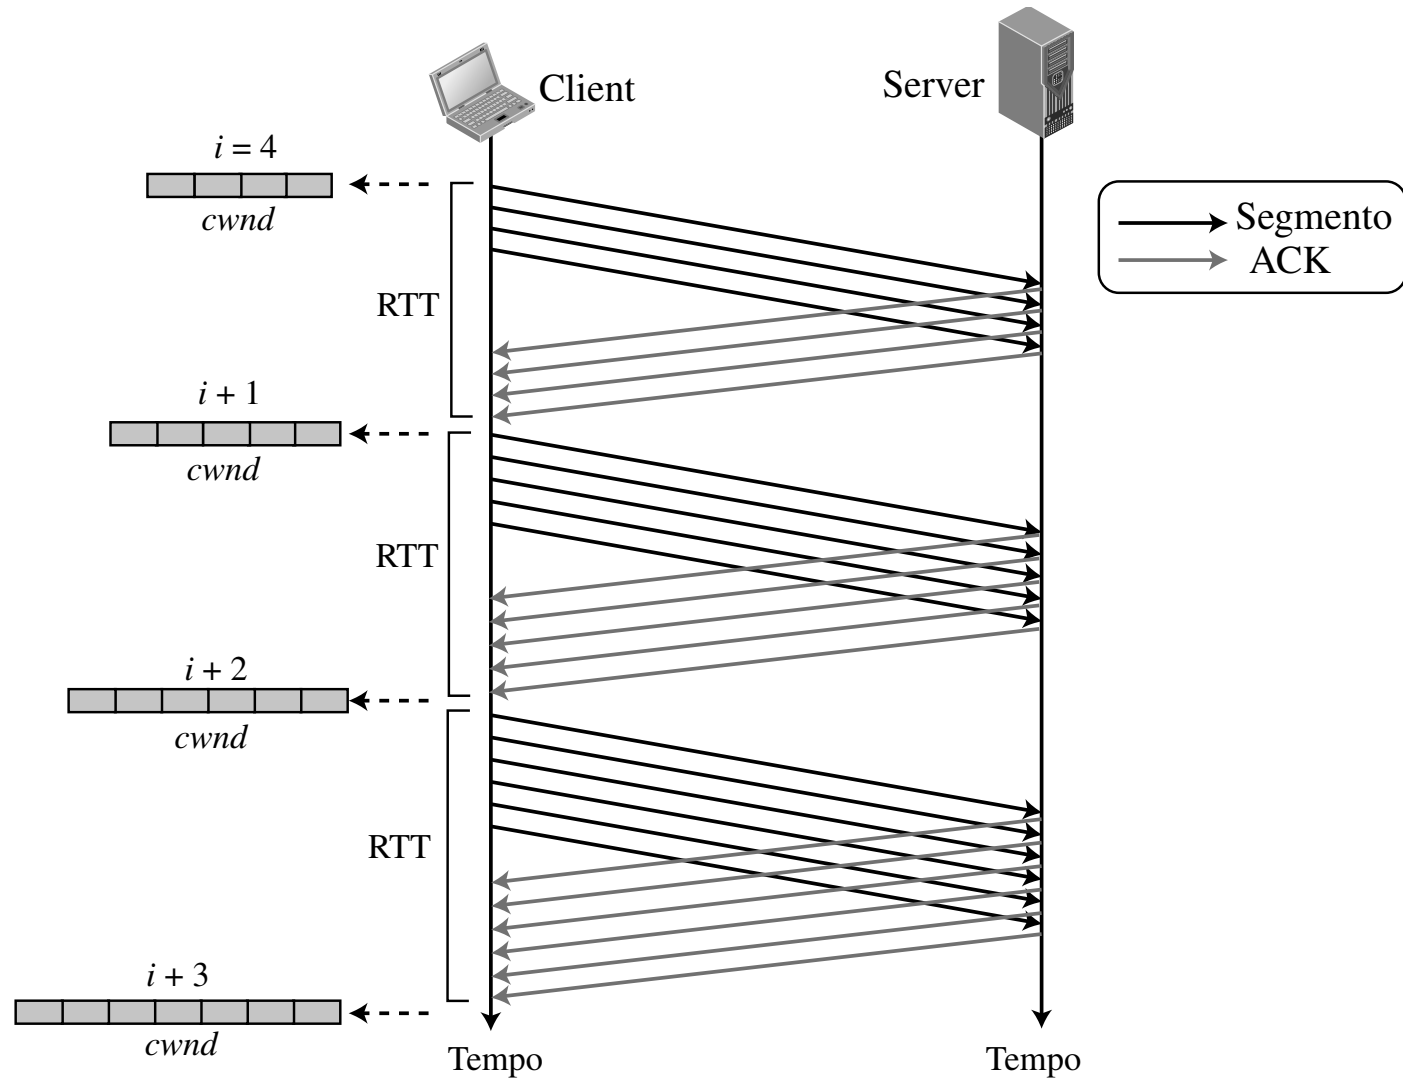 Client
Server
i = 4
cwnd
Segmento
ACK
RTT
i + 1
cwnd
RTT
i + 2
cwnd
RTT
i + 3
cwnd
Tempo
Tempo